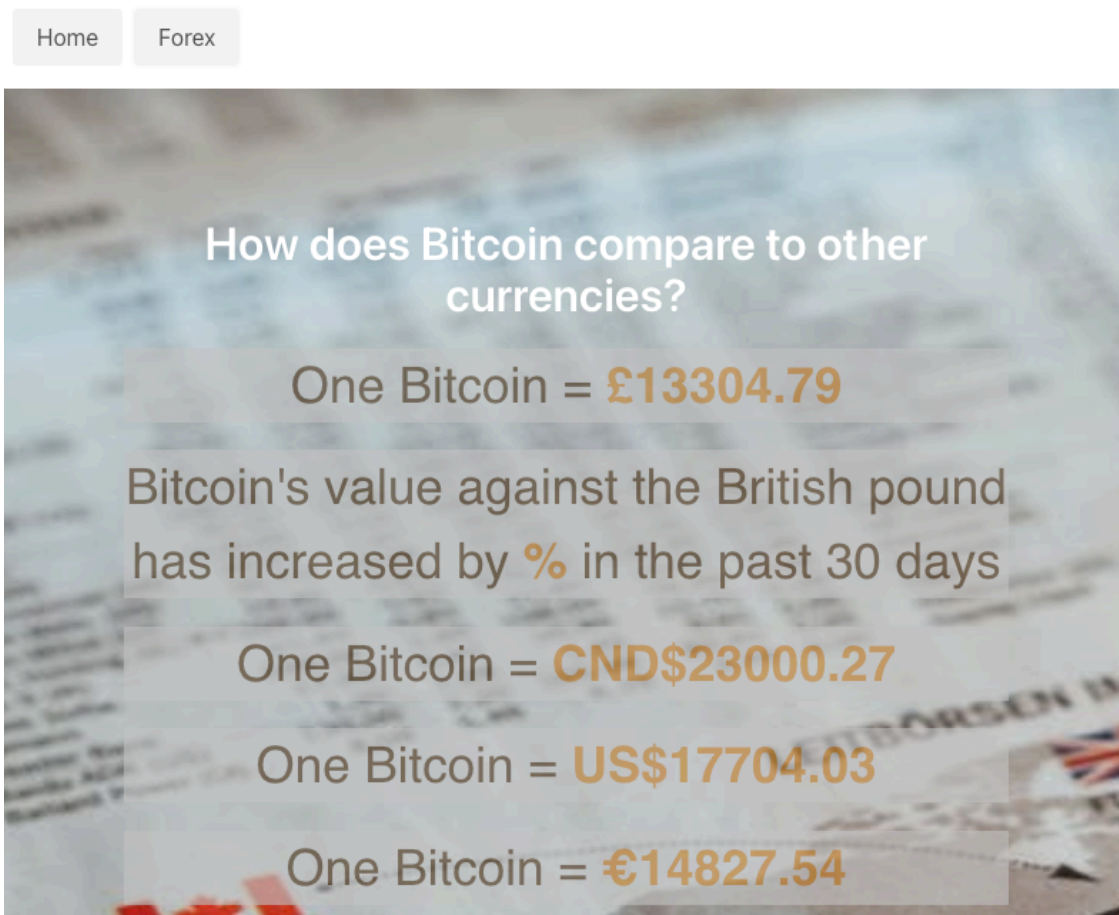 Home Forex
How does Bitcoin compare to other
currencies?
One Bitcoin = £13304.79
Bitcoin's value against the British pound
has increased by % in the past 30 days
One Bitcoin = CND$23000.27
LEITBÖRSEN IM
One Bitcoin = US$17704.03
One Bitcoin = €14827.54